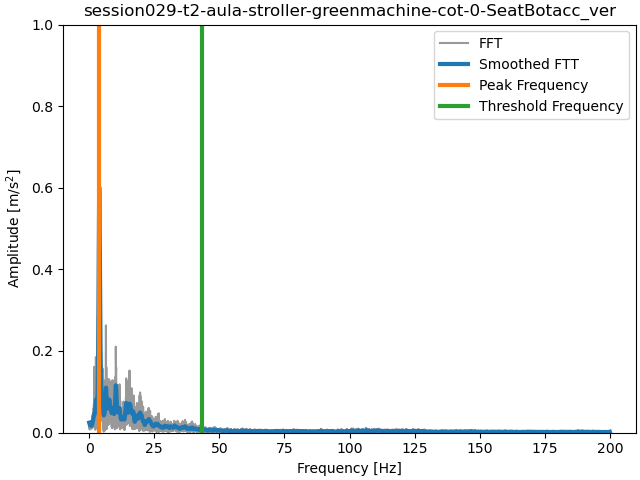 session029-t2-aula-stroller-greenmachine-cot-0-SeatBotacc_ver
FFT
Smoothed FTT
Peak Frequency
Threshold Frequency
1.0
0.8
0.6
0.4
0.2
0.0
Amplitude [m/s²]
0 25 50 75 100 125 150 175 200
Frequency [Hz]